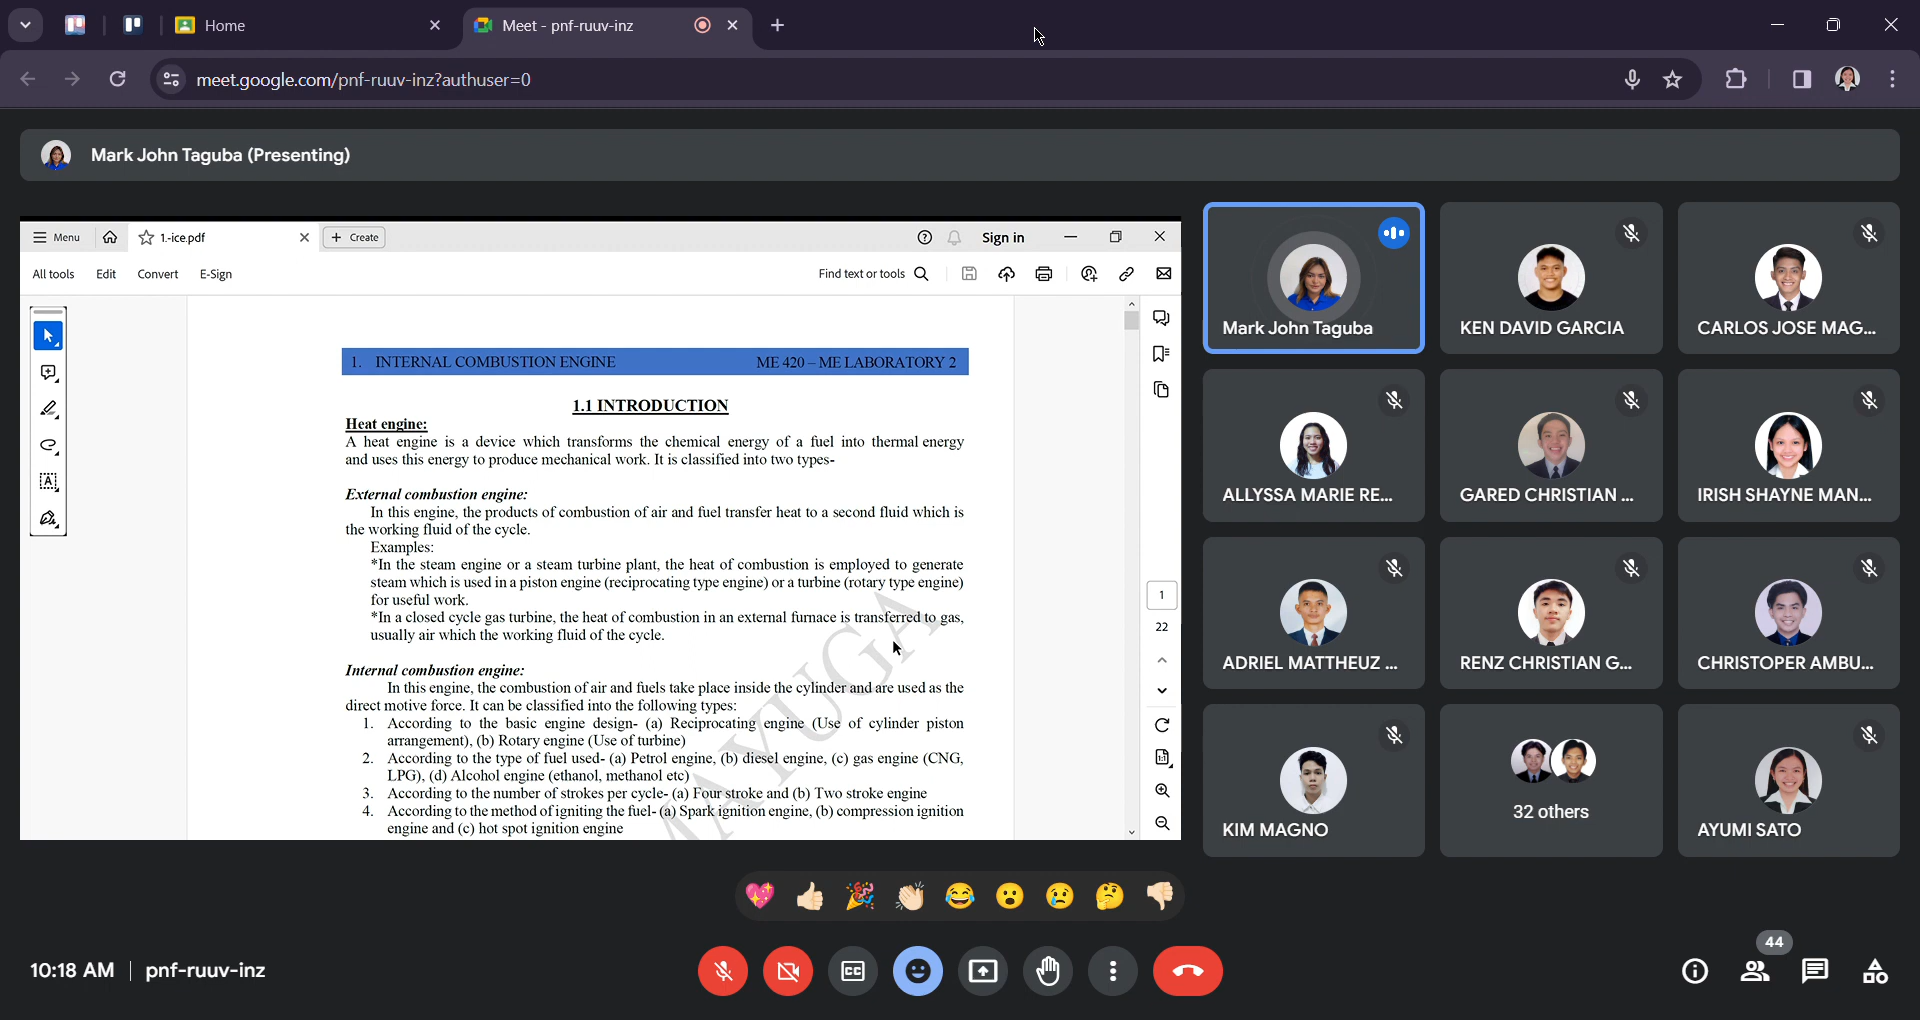 Home
Meet - pnf-ruuv-inz
meet.google.com/pnf-ruuv-inz?authuser=0
Mark John Taguba (Presenting)
Menu
1.-ice.pdf
Create
Sign in
All tools
Edit
Convert
E-Sign
Find text or tools
1. INTERNAL COMBUSTION ENGINE ME 420 – ME LABORATORY 2
1.1 INTRODUCTION
Heat engine:
A heat engine is a device which transforms the chemical energy of a fuel into thermal energy
and uses this energy to produce mechanical work. It is classified into two types-
External combustion engine:
In this engine, the products of combustion of air and fuel transfer heat to a second fluid which is
the working fluid of the cycle.
Examples:
*In the steam engine or a steam turbine plant, the heat of combustion is employed to generate
steam which is used in a piston engine (reciprocating type engine) or a turbine (rotary type engine)
for useful work.
*In a closed cycle gas turbine, the heat of combustion in an external furnace is transferred to gas,
usually air which the working fluid of the cycle.
Internal combustion engine:
In this engine, the combustion of air and fuels take place inside the cylinder and are used as the
direct motive force. It can be classified into the following types:
1. According to the basic engine design- (a) Reciprocating engine (Use of cylinder piston
arrangement), (b) Rotary engine (Use of turbine)
2. According to the type of fuel used- (a) Petrol engine, (b) diesel engine, (c) gas engine (CNG,
LPG), (d) Alcohol engine (ethanol, methanol etc)
3. According to the number of strokes per cycle- (a) Four stroke and (b) Two stroke engine
4. According to the method of igniting the fuel- (a) Spark ignition engine, (b) compression ignition
engine and (c) hot spot ignition engine
MAYUGA
1
22
Mark John Taguba
KEN DAVID GARCIA
CARLOS JOSE MAG...
ALLYSSA MARIE RE...
GARED CHRISTIAN ...
IRISH SHAYNE MAN...
ADRIEL MATTHEUZ ...
RENZ CHRISTIAN G...
CHRISTOPER AMBU...
KIM MAGNO
32 others
AYUMI SATO
10:18 AM
pnf-ruuv-inz
44